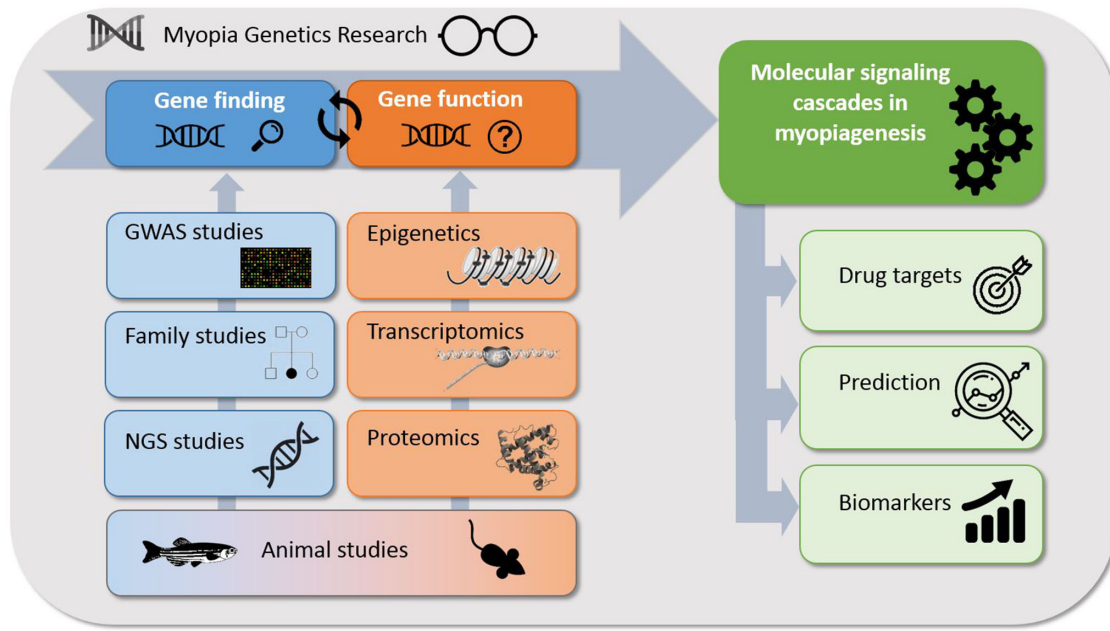 Myopia Genetics Research
Gene finding
Gene function
?
Molecular signaling
cascades in
myopiagenesis
GWAS studies
Epigenetics
Family studies
Transcriptomics
NGS studies
Proteomics
Animal studies
Drug targets
Prediction
Biomarkers